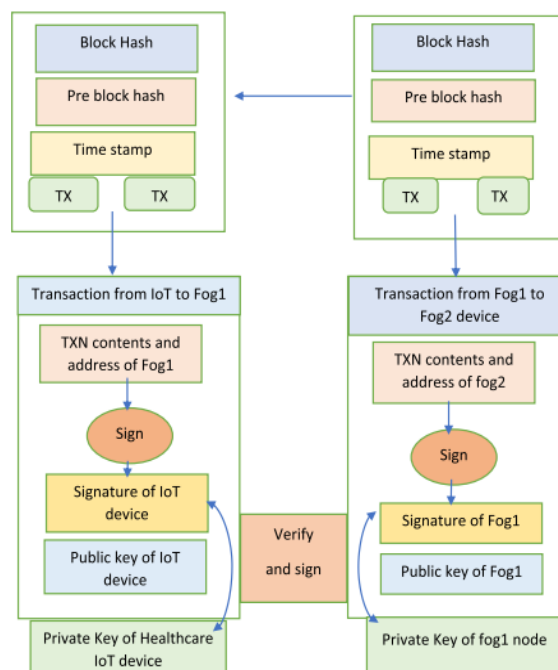 Block Hash
Pre block hash
Time stamp
TX
TX
Block Hash
Pre block hash
Time stamp
TX
TX
Transaction from IoT to Fog1
TXN contents and
address of Fog1
Sign
Signature of IoT
device
Public key of IoT
device
Private Key of Healthcare
IoT device
Verify
and sign
Transaction from Fog1 to
Fog2 device
TXN contents and
address of fog2
Sign
Signature of Fog1
Public key of Fog1
Private Key of fog1 node